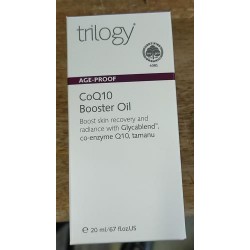 trilogy®
AGE-PROOF
CoQ10
Booster Oil
Boost skin recovery and
radiance with Glycablend™,
co-enzyme Q10, tamanu
℮ 20 ml/.67 fl.oz.US